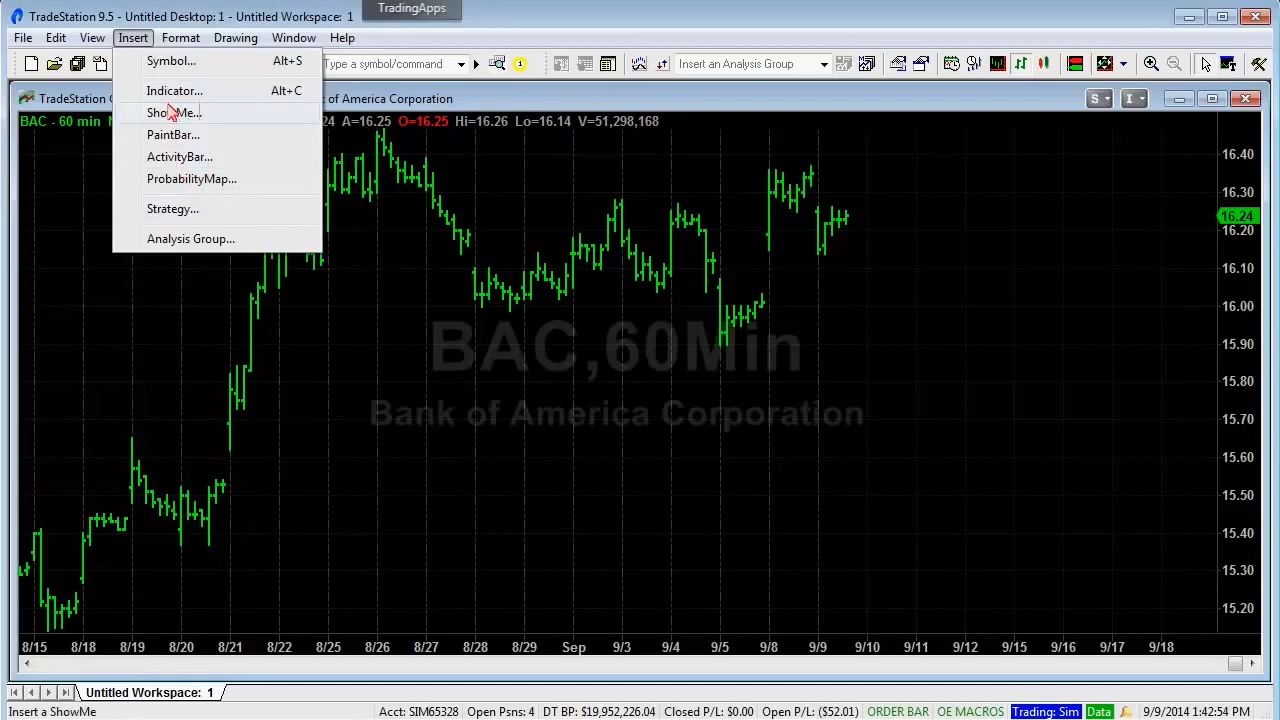 TradeStation 9.5 - Untitled Desktop: 1 - Untitled Workspace: 1
TradingApps
File Edit View Insert Format Drawing Window Help
Type a symbol/command
Insert an Analysis Group
Symbol... Alt+S
Indicator... Alt+C
ShowMe...
PaintBar...
ActivityBar...
ProbabilityMap...
Strategy...
Analysis Group...
TradeStation of America Corporation
S I
BAC - 60 min 24 A=16.25 O=16.25 Hi=16.26 Lo=16.14 V=51,298,168
16.40
16.30
16.24
16.20
16.10
16.00
15.90
15.80
15.70
15.60
15.50
15.40
15.30
15.20
BAC,60Min
Bank of America Corporation
8/15 8/18 8/19 8/20 8/21 8/22 8/25 8/26 8/27 8/28 8/29 Sep 9/3 9/4 9/5 9/8 9/9 9/10 9/11 9/12 9/15 9/16 9/17 9/18
Untitled Workspace: 1
Insert a ShowMe Acct: SIM65328 Open Psns: 4 DT BP: $19,952,226.04 Closed P/L: $0.00 Open P/L: ($52.01) ORDER BAR OE MACROS Trading: Sim Data 9/9/2014 1:42:54 PM